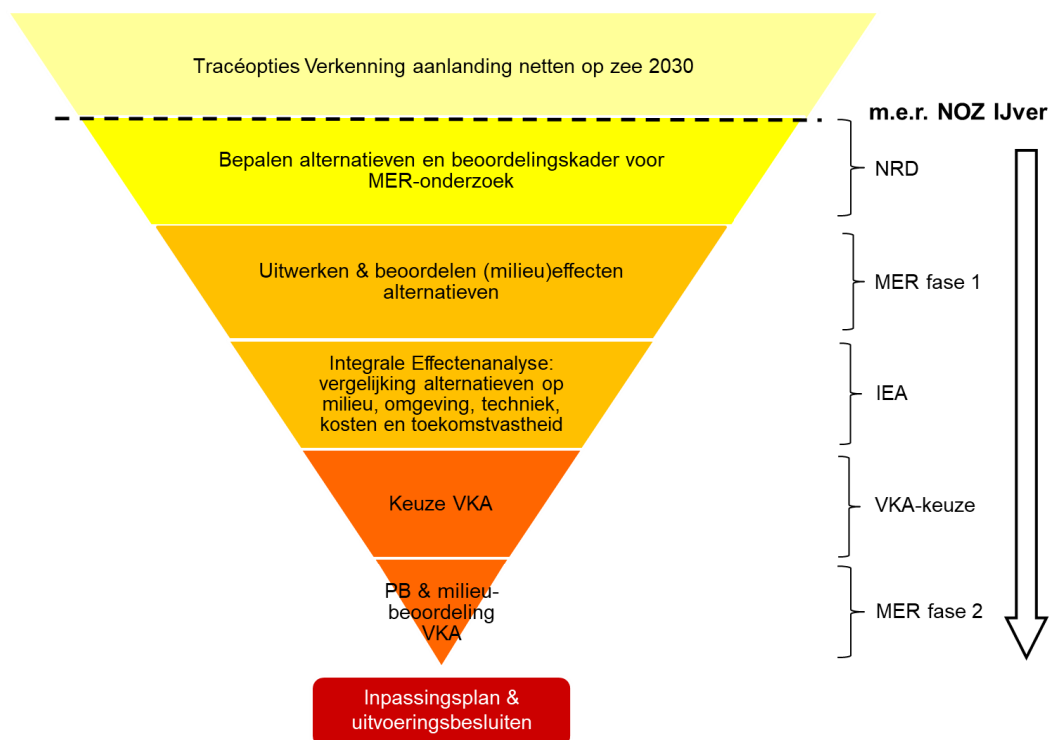 Tracéopties Verkenning aanlanding netten op zee 2030
m.e.r. NOZ IJver
Bepalen alternatieven en beoordelingskader voor
MER-onderzoek
NRD
Uitwerken & beoordelen (milieu)effecten
alternatieven
MER fase 1
Integrale Effectenanalyse:
vergelijking alternatieven op
milieu, omgeving, techniek,
kosten en toekomstvastheid
IEA
Keuze VKA
VKA-keuze
PB & milieu-
beoordeling
VKA
MER fase 2
Inpassingsplan &
uitvoeringsbesluiten